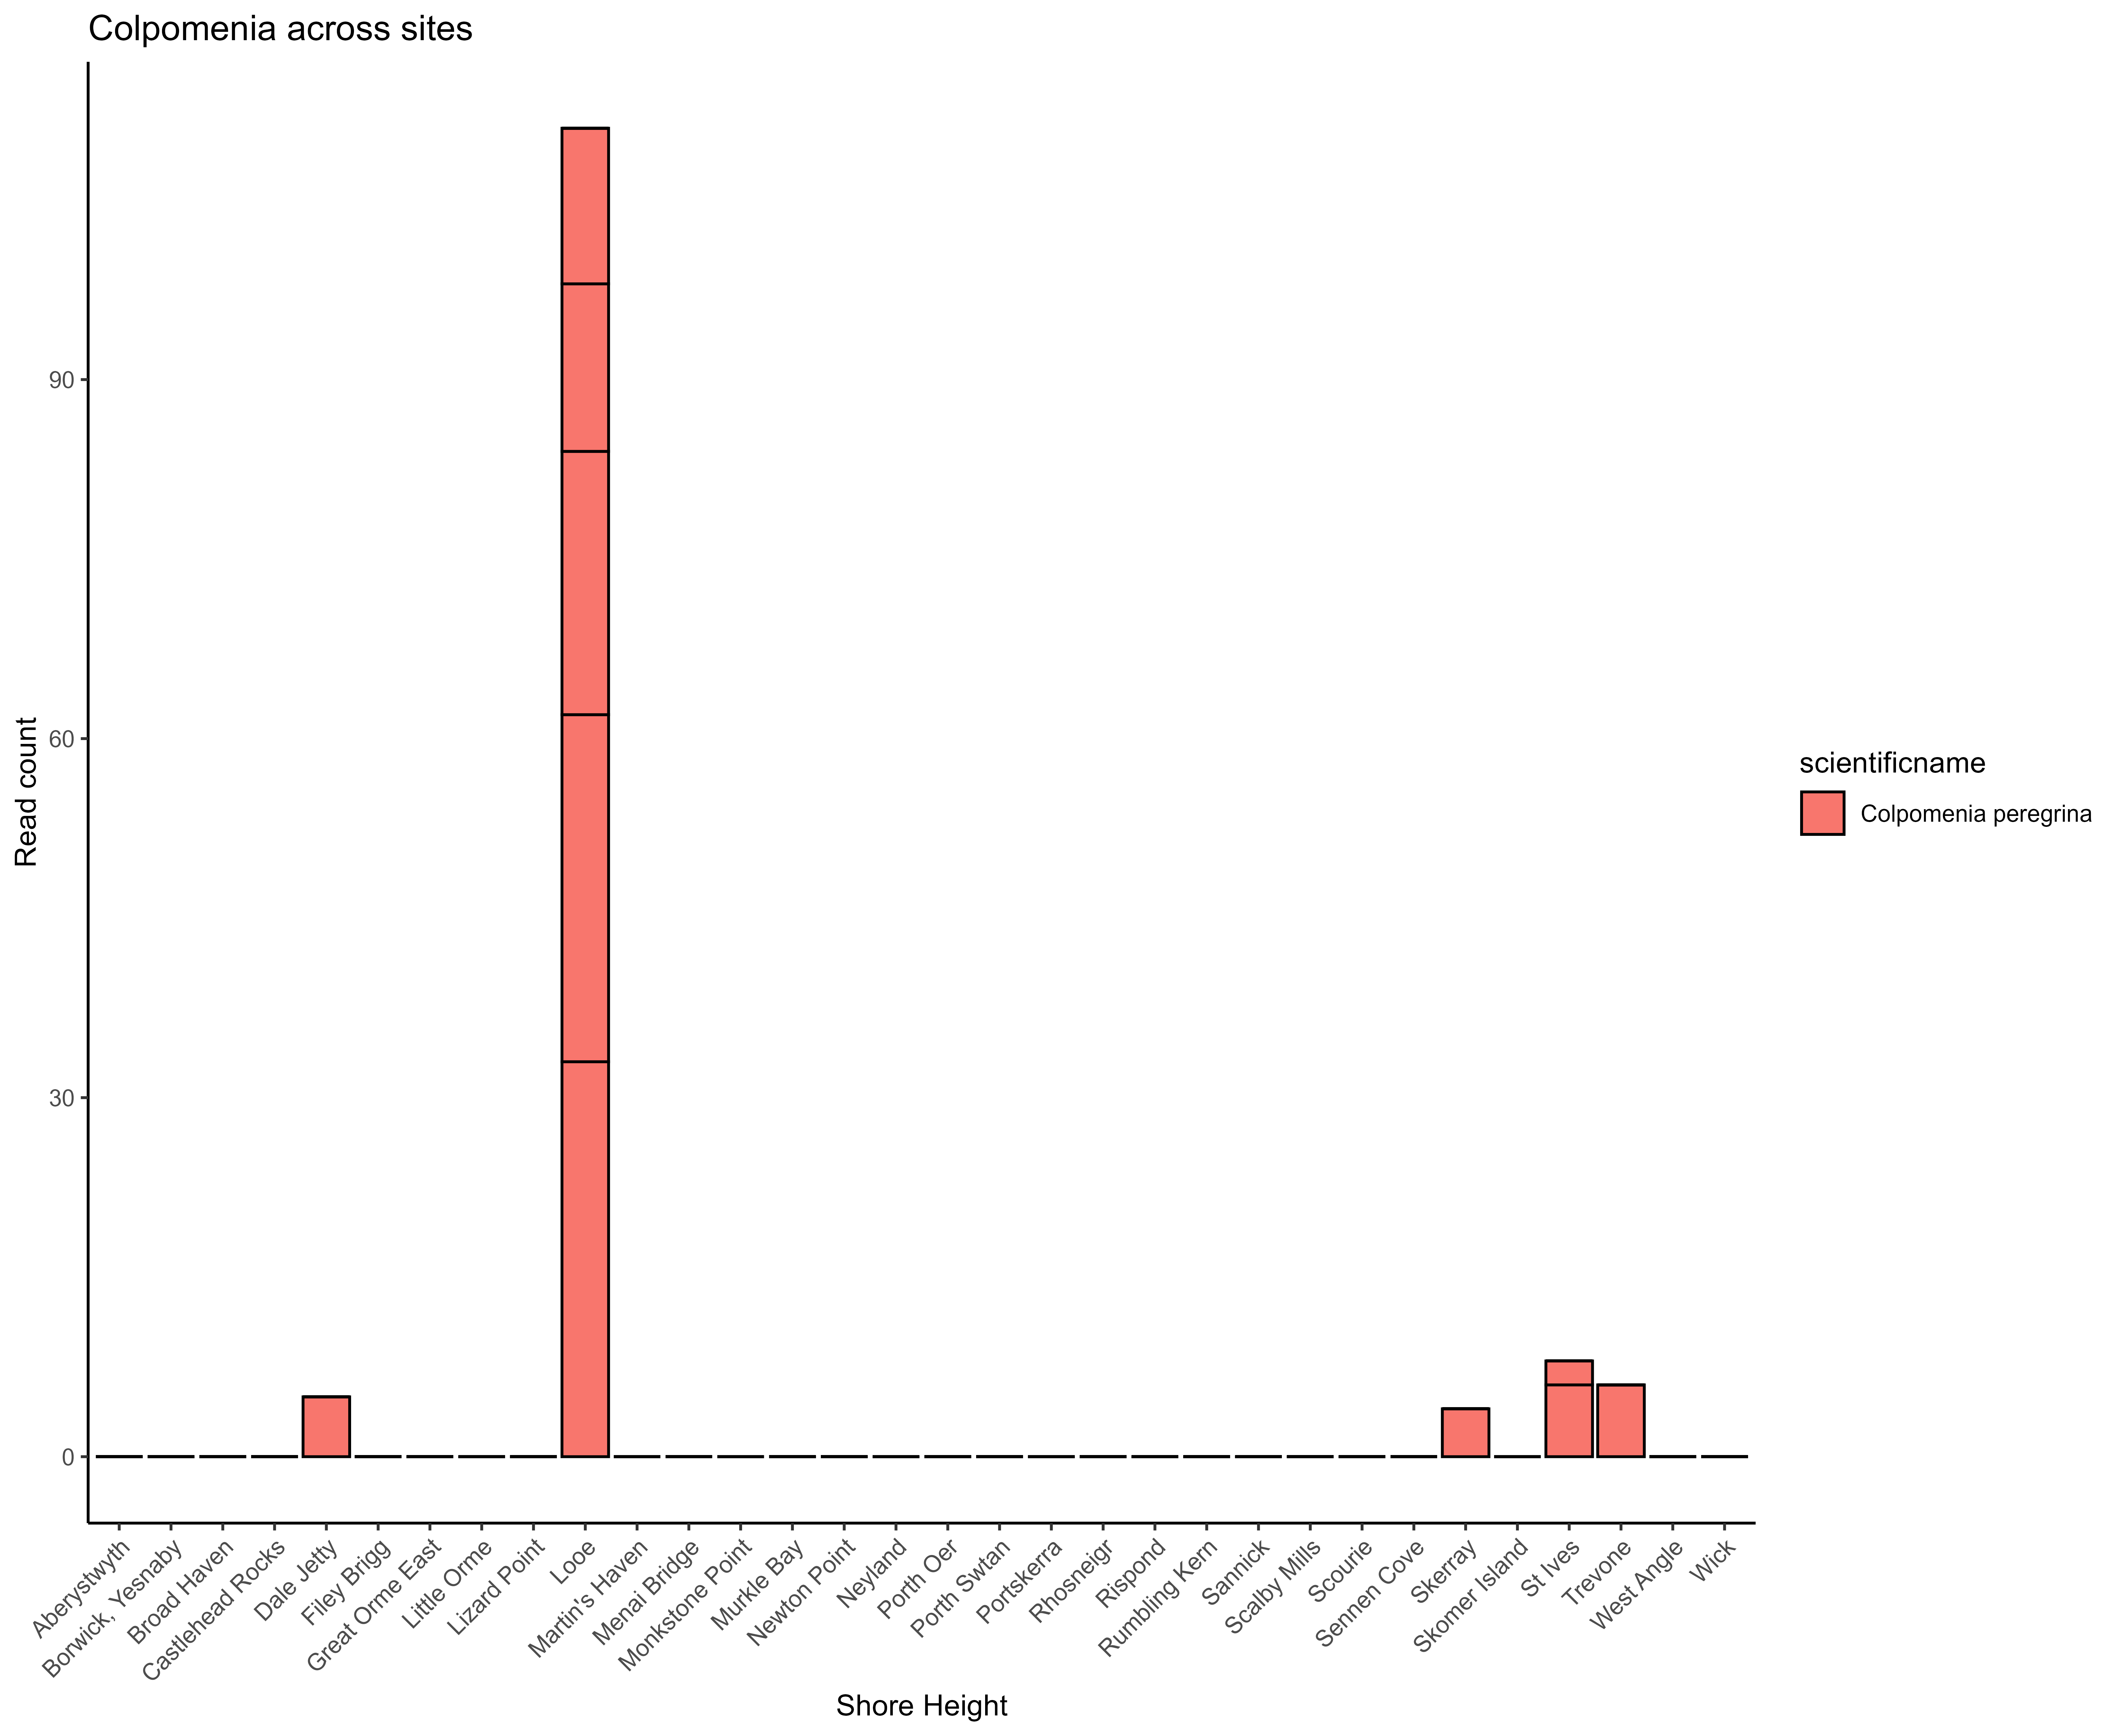 Colpomenia across sites
Read count
90
60
30
0
Aberystwyth
Borwick, Yesnaby
Broad Haven
Castlehead Rocks
Dale Jetty
Filey Brigg
Great Orme East
Little Orme
Lizard Point
Looe
Martin's Haven
Menai Bridge
Monkstone Point
Murkle Bay
Newton Point
Neyland
Porth Oer
Porth Swtan
Portskerra
Rhosneigr
Rispond
Rumbling Kern
Sannick
Scalby Mills
Scourie
Sennen Cove
Skerray
Skomer Island
St Ives
Trevone
West Angle
Wick
Shore Height
scientificname
Colpomenia peregrina